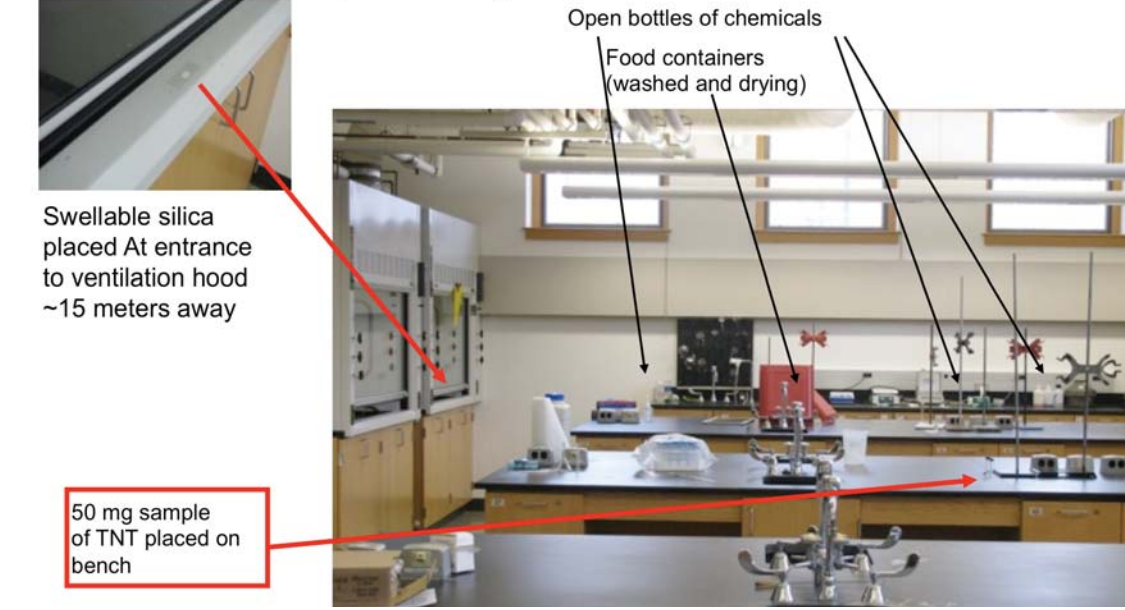 Open bottles of chemicals
Food containers
(washed and drying)
Swellable silica
placed At entrance
to ventilation hood
~15 meters away
50 mg sample
of TNT placed on
bench